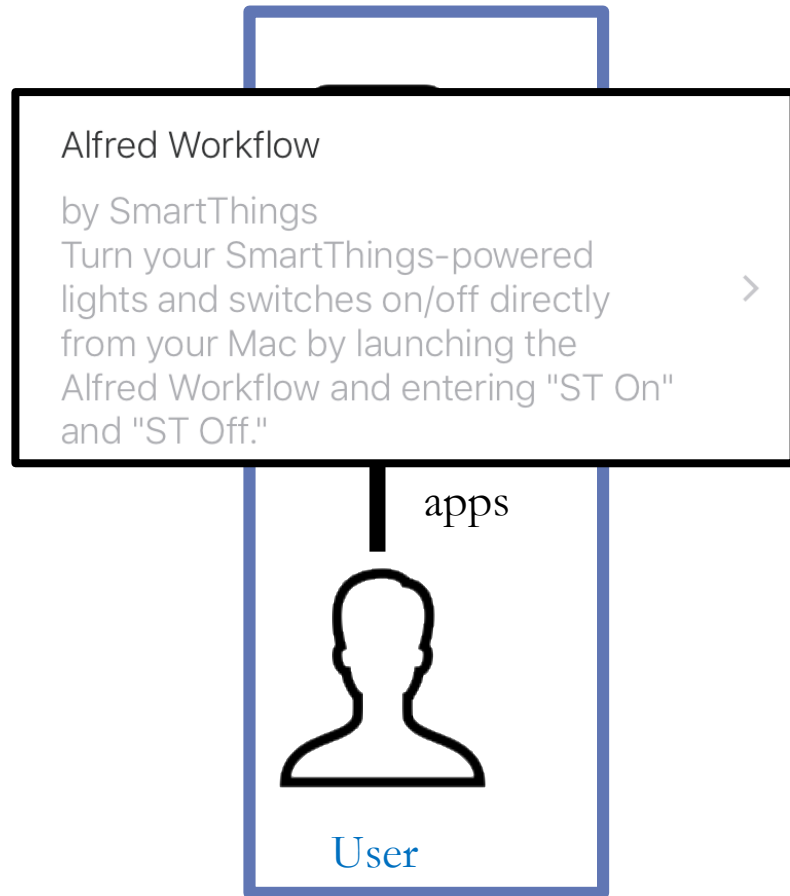 Alfred Workflow
by SmartThings
Turn your SmartThings-powered
lights and switches on/off directly
from your Mac by launching the
Alfred Workflow and entering "ST On"
and "ST Off."
apps
User